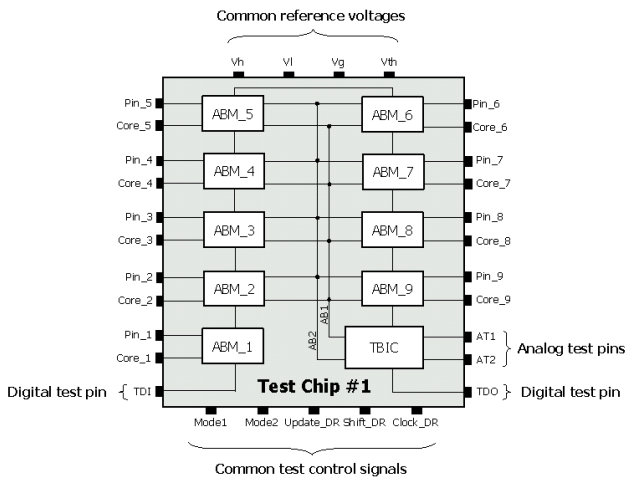 Common reference voltages
Vh Vl Vg Vth
Pin_5 ABM_5 ABM_6 Pin_6
Core_5 Core_6
Pin_4 ABM_4 ABM_7 Pin_7
Core_4 Core_7
Pin_3 ABM_3 ABM_8 Pin_8
Core_3 Core_8
Pin_2 ABM_2 ABM_9 Pin_9
Core_2 Core_9
AB2 AB1
Pin_1 ABM_1 TBIC AT1
Core_1 AT2
Analog test pins
Digital test pin TDI Test Chip #1 TDO Digital test pin
Mode1 Mode2 Update_DR Shift_DR Clock_DR
Common test control signals